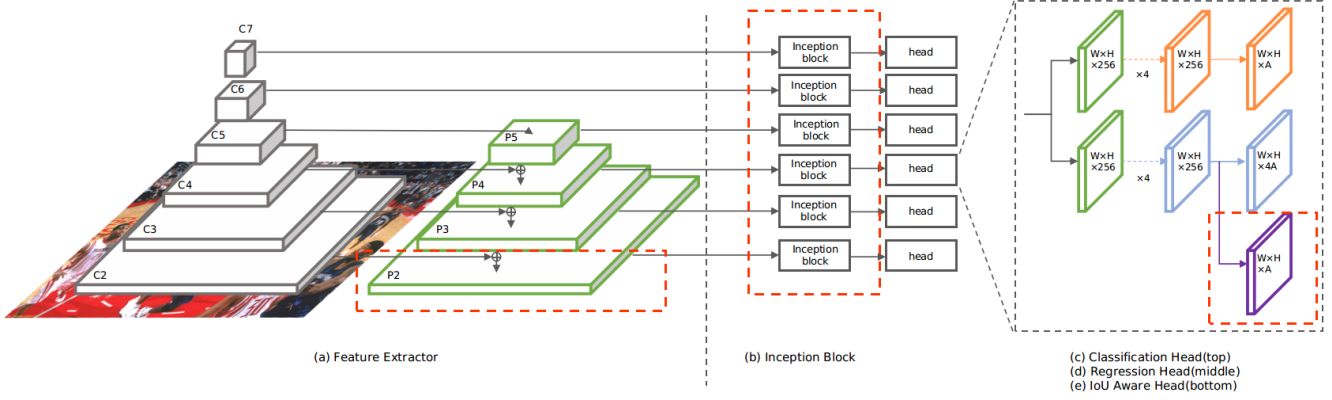 C7
C6
C5
C4
C3
C2
P5
P4
P3
P2
Inception
block
head
Inception
block
head
Inception
block
head
Inception
block
head
Inception
block
head
Inception
block
head
W×H
×256
×4
W×H
×256
W×H
×A
W×H
×256
×4
W×H
×256
W×H
×4A
W×H
×A
(a) Feature Extractor
(b) Inception Block
(c) Classification Head(top)
(d) Regression Head(middle)
(e) IoU Aware Head(bottom)